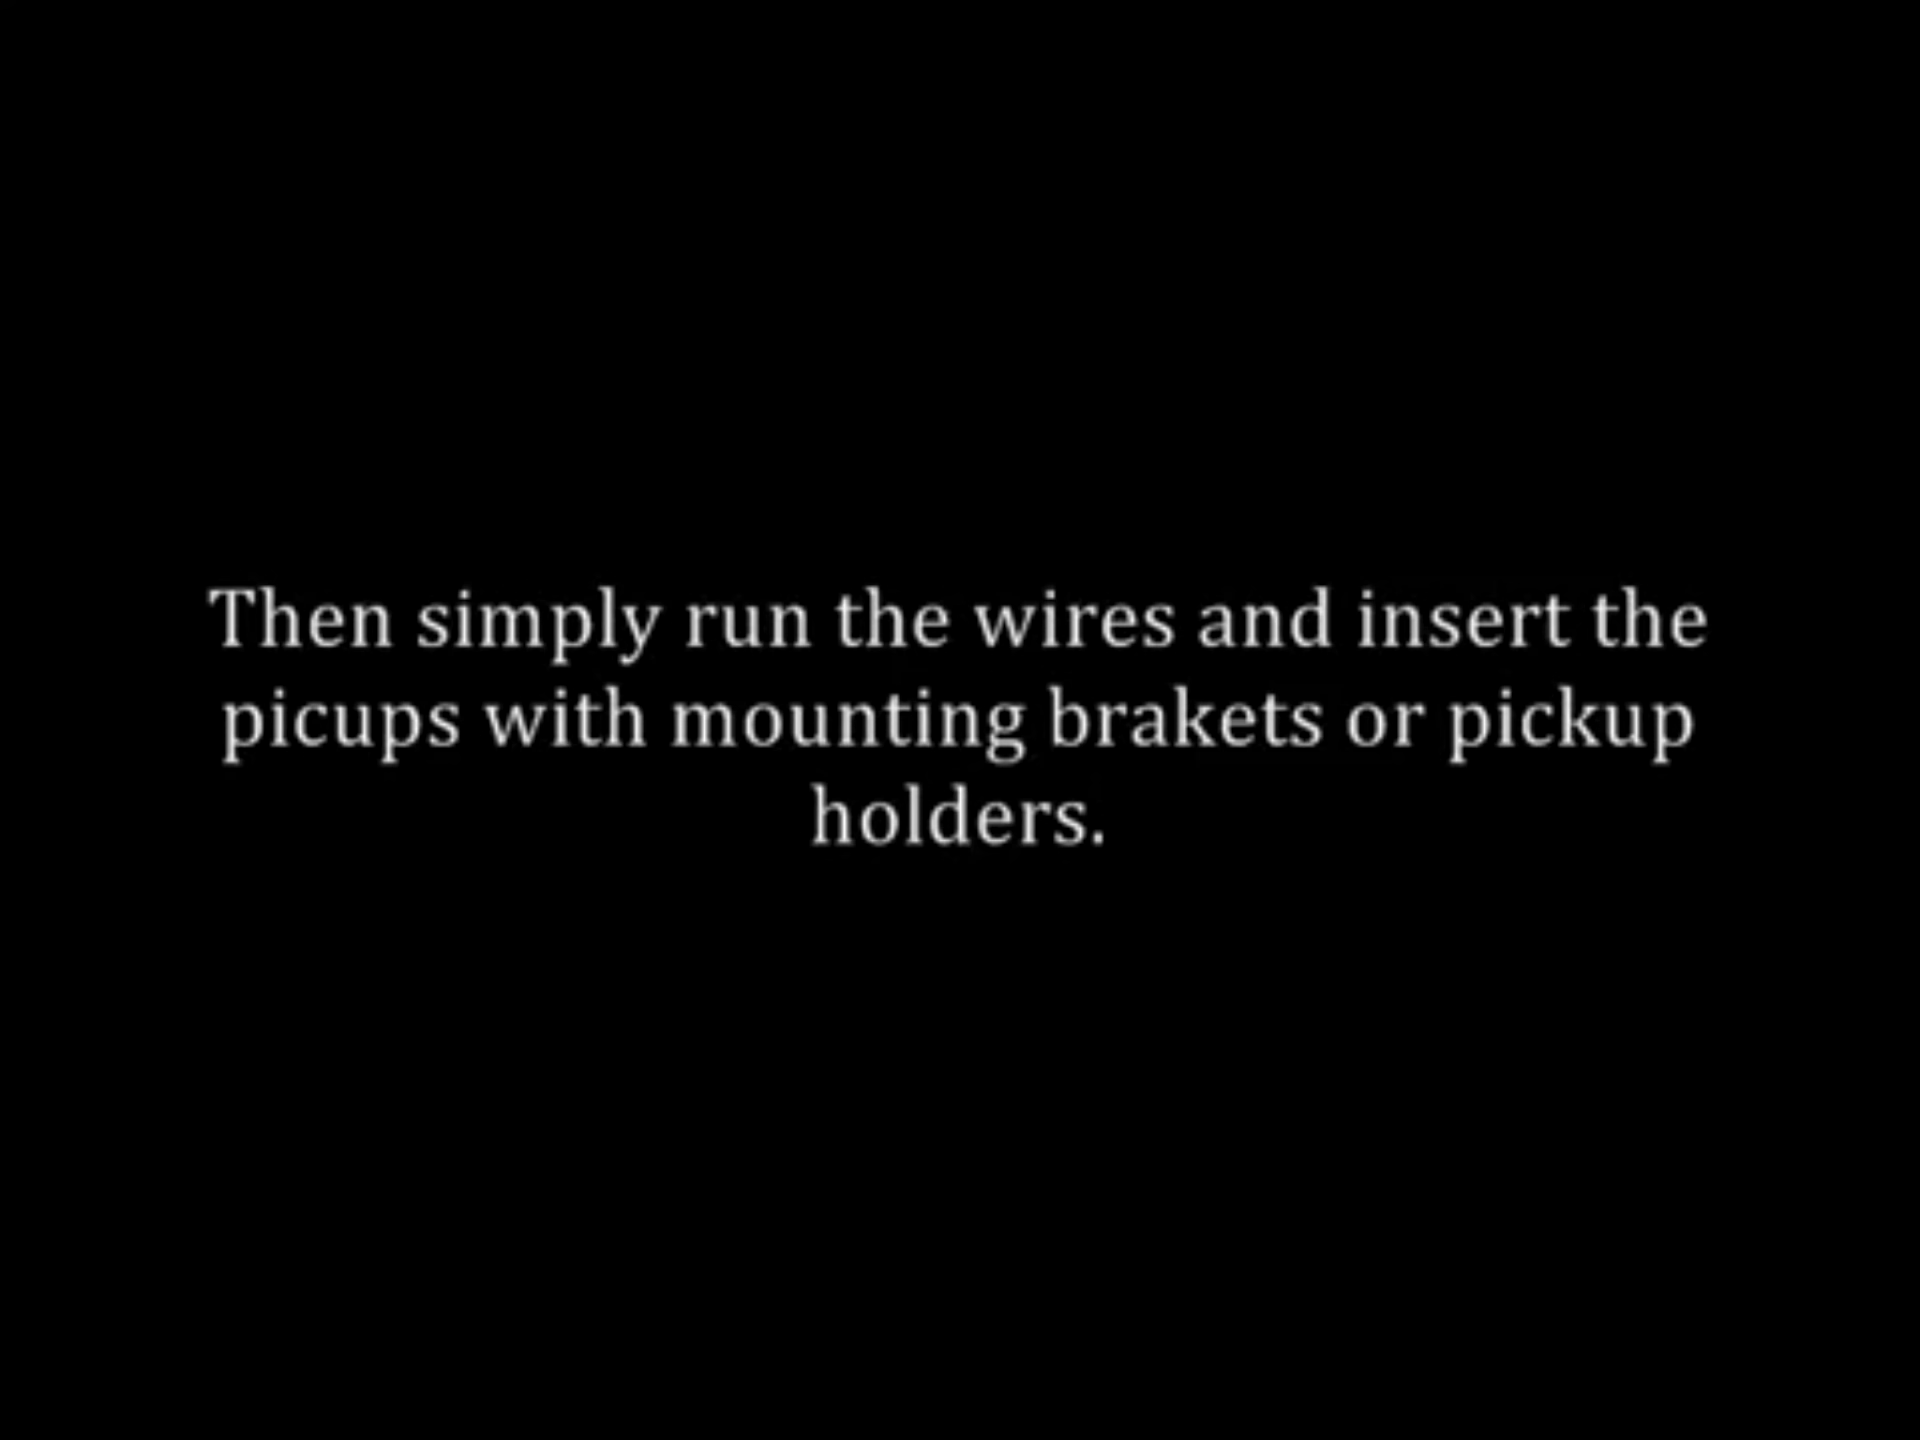 Then simply run the wires and insert the
picups with mounting brakets or pickup
holders.